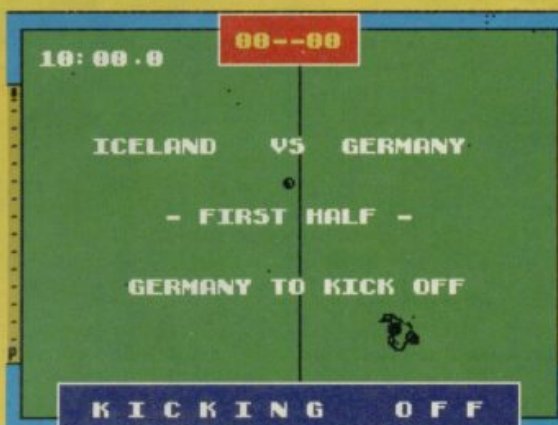 00--00
10:00.0
ICELAND VS GERMANY
- FIRST HALF -
GERMANY TO KICK OFF
KICKING OFF